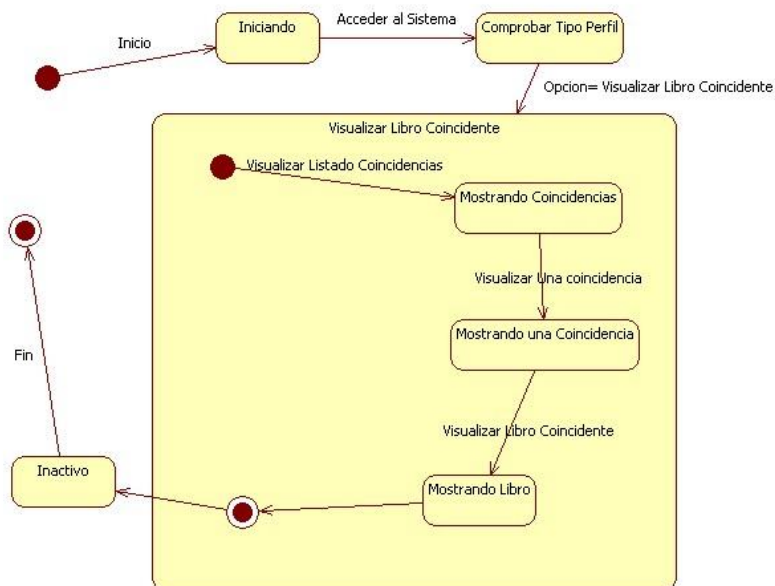 Inicio
Iniciando
Acceder al Sistema
Comprobar Tipo Perfil
Opcion= Visualizar Libro Coincidente
Visualizar Libro Coincidente
Visualizar Listado Coincidencias
Mostrando Coincidencias
Visualizar Una coincidencia
Mostrando una Coincidencia
Visualizar Libro Coincidente
Mostrando Libro
Inactivo
Fin